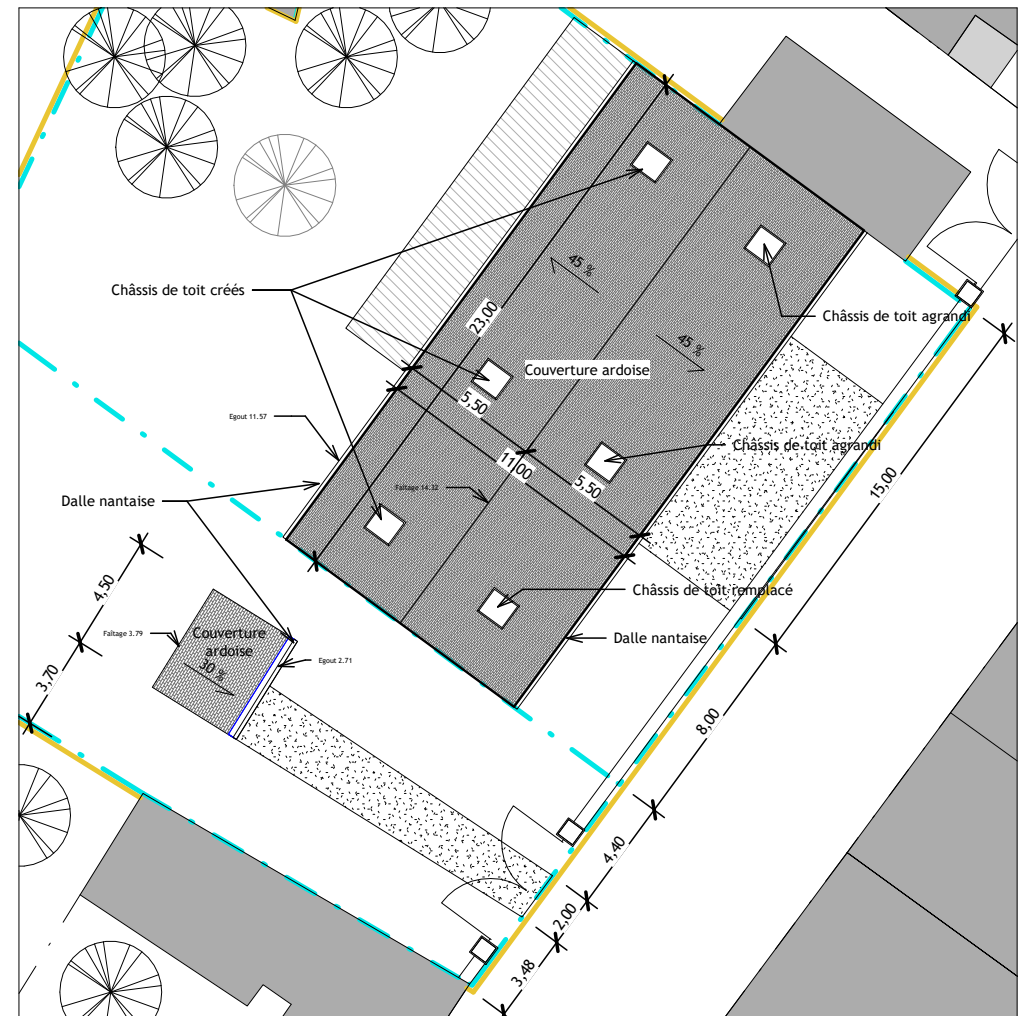 45 %
Châssis de toit créés
23,00
Châssis de toit agrandi
45 %
Couverture ardoise
5,50
Egout 11.57
Châssis de toit agrandi
11,00
5,50
Faîtage 14.32
15,00
Dalle nantaise
4,50
Châssis de toit remplacé
Faîtage 3.79
Couverture
ardoise
Dalle nantaise
Egout 2.71
30 %
3,70
8,00
4,40
2,00
3,48